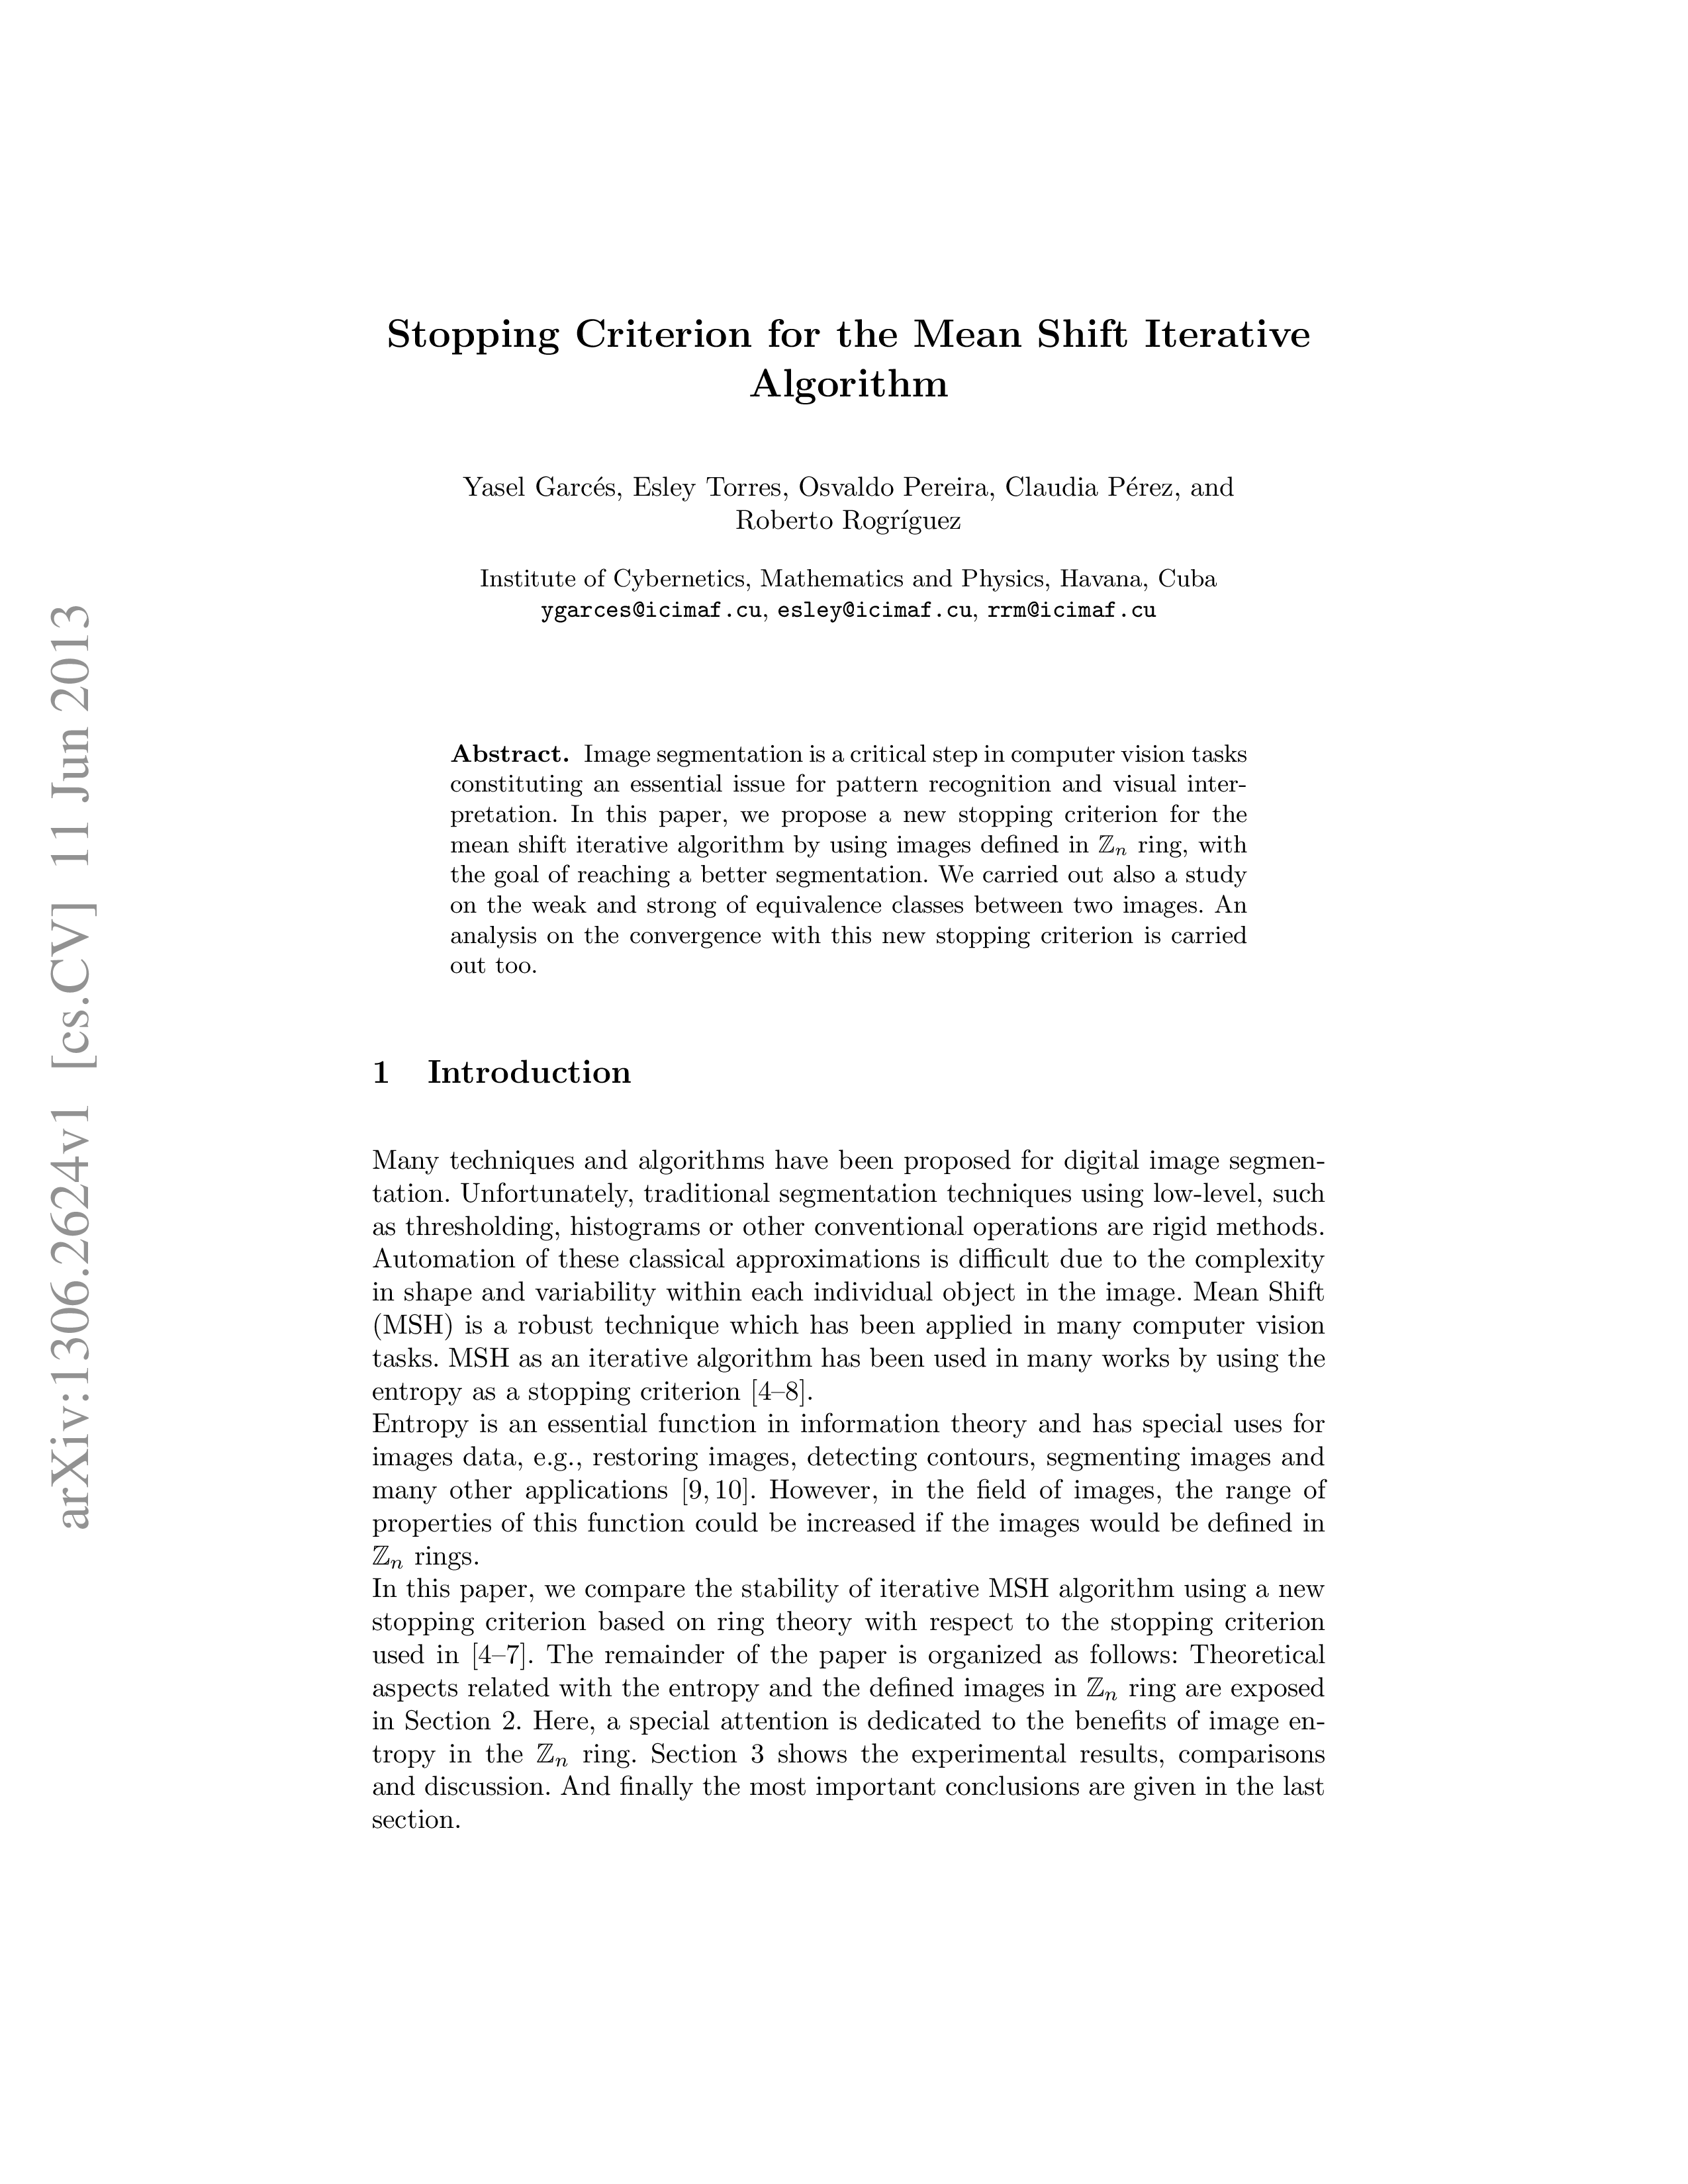 Stopping Criterion for the Mean Shift Iterative
Algorithm
Yasel Garcés, Esley Torres, Osvaldo Pereira, Claudia Pérez, and
Roberto Rogríguez
Institute of Cybernetics, Mathematics and Physics, Havana, Cuba
ygarces@icimaf.cu, esley@icimaf.cu, rrm@icimaf.cu
arXiv:1306.2624v1 [cs.CV] 11 Jun 2013
Abstract. Image segmentation is a critical step in computer vision tasks
constituting an essential issue for pattern recognition and visual inter-
pretation. In this paper, we propose a new stopping criterion for the
mean shift iterative algorithm by using images defined in ℤₙ ring, with
the goal of reaching a better segmentation. We carried out also a study
on the weak and strong of equivalence classes between two images. An
analysis on the convergence with this new stopping criterion is carried
out too.
1 Introduction
Many techniques and algorithms have been proposed for digital image segmen-
tation. Unfortunately, traditional segmentation techniques using low-level, such
as thresholding, histograms or other conventional operations are rigid methods.
Automation of these classical approximations is difficult due to the complexity
in shape and variability within each individual object in the image. Mean Shift
(MSH) is a robust technique which has been applied in many computer vision
tasks. MSH as an iterative algorithm has been used in many works by using the
entropy as a stopping criterion [4–8].
Entropy is an essential function in information theory and has special uses for
images data, e.g., restoring images, detecting contours, segmenting images and
many other applications [9, 10]. However, in the field of images, the range of
properties of this function could be increased if the images would be defined in
ℤₙ rings.
In this paper, we compare the stability of iterative MSH algorithm using a new
stopping criterion based on ring theory with respect to the stopping criterion
used in [4–7]. The remainder of the paper is organized as follows: Theoretical
aspects related with the entropy and the defined images in ℤₙ ring are exposed
in Section 2. Here, a special attention is dedicated to the benefits of image en-
tropy in the ℤₙ ring. Section 3 shows the experimental results, comparisons
and discussion. And finally the most important conclusions are given in the last
section.